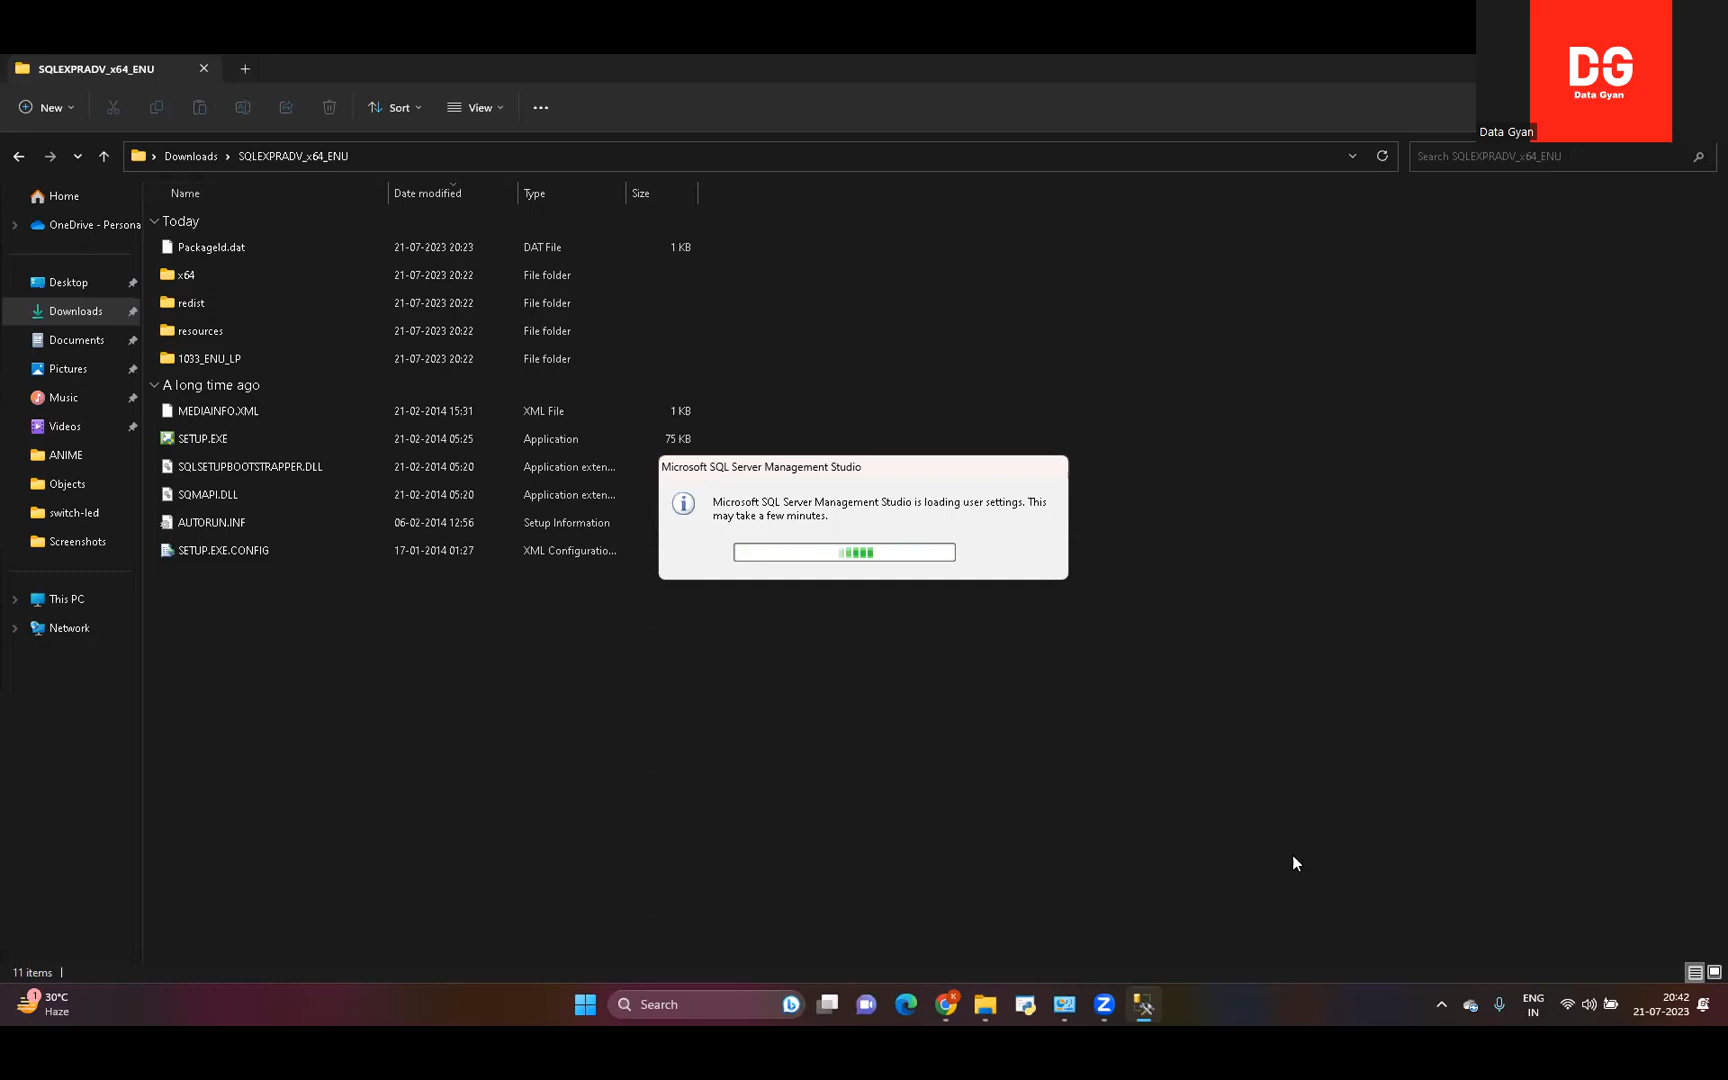 SQLEXPRADV_x64_ENU
DG
Data Gyan
Data Gyan
New
Sort
View
Downloads
SQLEXPRADV_x64_ENU
Search SQLEXPRADV_x64_ENU
Name
Date modified
Type
Size
Home
OneDrive - Persona
Desktop
Downloads
Documents
Pictures
Music
Videos
ANIME
Objects
switch-led
Screenshots
This PC
Network
Today
PackageId.dat 21-07-2023 20:23 DAT File 1 KB
x64 21-07-2023 20:22 File folder
redist 21-07-2023 20:22 File folder
resources 21-07-2023 20:22 File folder
1033_ENU_LP 21-07-2023 20:22 File folder
A long time ago
MEDIAINFO.XML 21-02-2014 15:31 XML File 1 KB
SETUP.EXE 21-02-2014 05:25 Application 75 KB
SQLSETUPBOOTSTRAPPER.DLL 21-02-2014 05:20 Application exten...
SQMAPI.DLL 21-02-2014 05:20 Application exten...
AUTORUN.INF 06-02-2014 12:56 Setup Information
SETUP.EXE.CONFIG 17-01-2014 01:27 XML Configuratio...
Microsoft SQL Server Management Studio
Microsoft SQL Server Management Studio is loading user settings. This
may take a few minutes.
11 items
1
30°C
Haze
Search
K
ENG
IN
20:42
21-07-2023